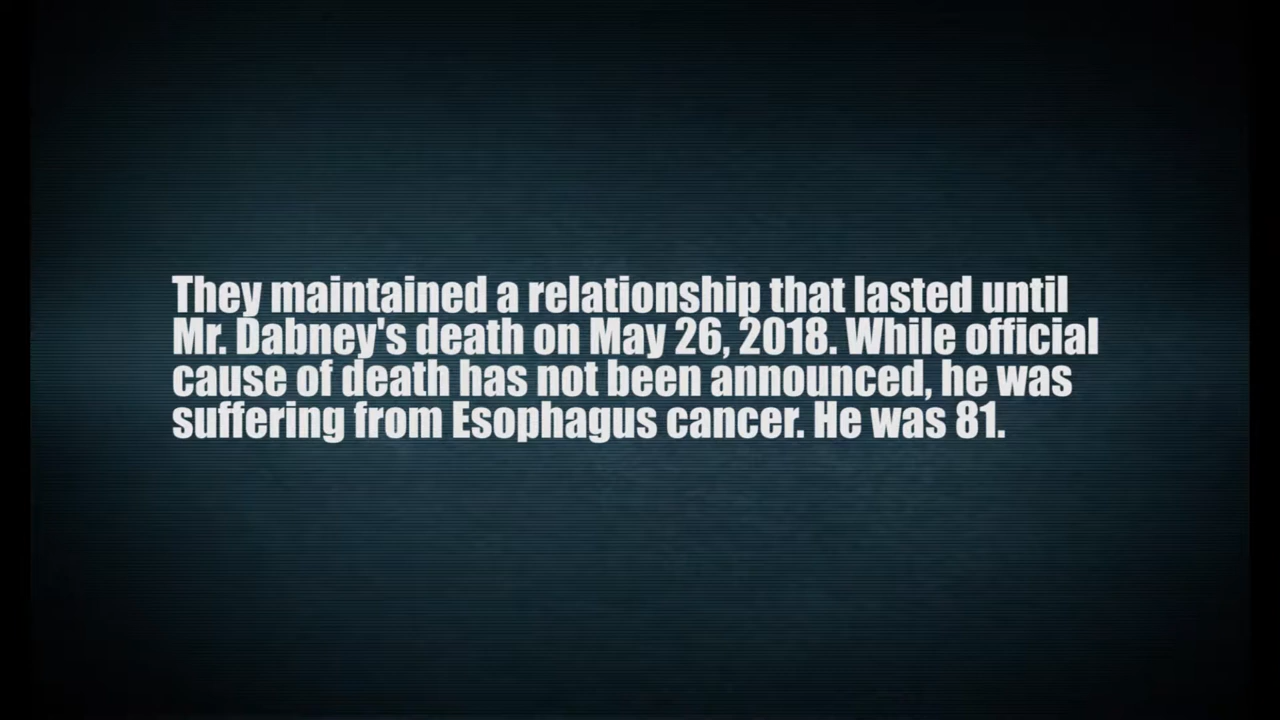 They maintained a relationship that lasted until
Mr. Dabney's death on May 26, 2018. While official
cause of death has not been announced, he was
suffering from Esophagus cancer. He was 81.